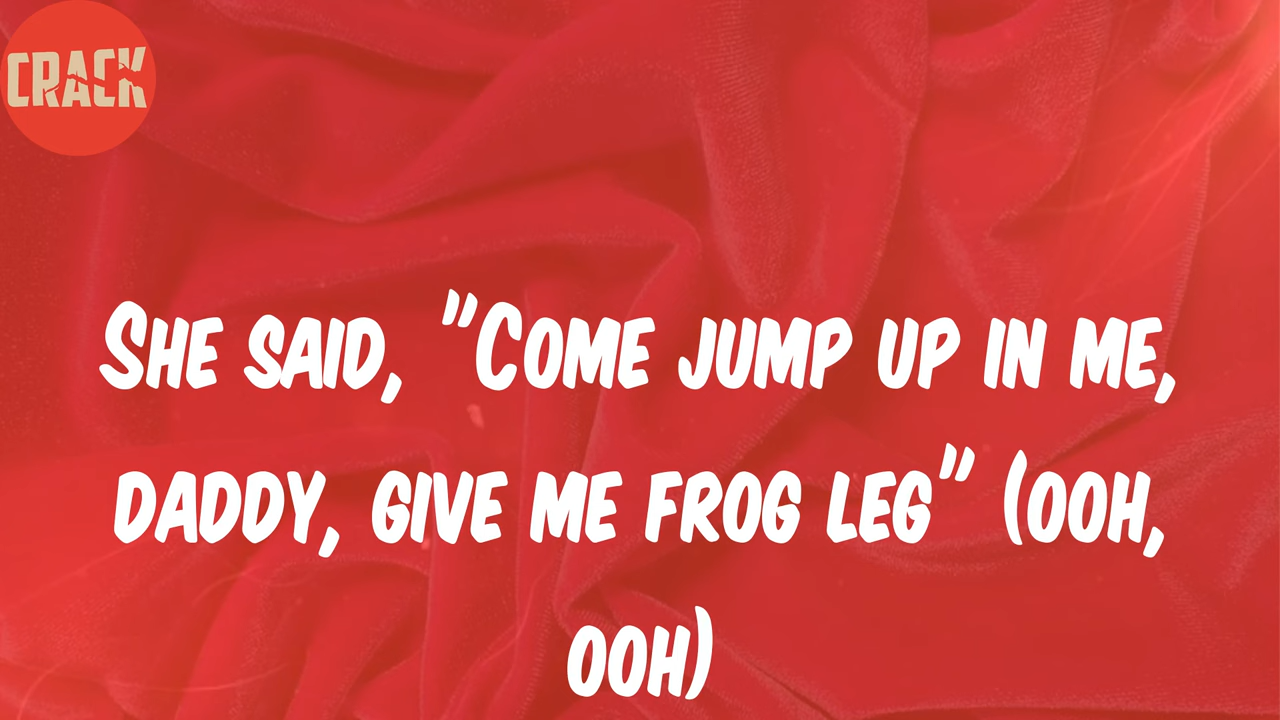 CRACK
SHE SAID, "COME JUMP UP IN ME,
DADDY, GIVE ME FROG LEG" (OOH,
OOH)